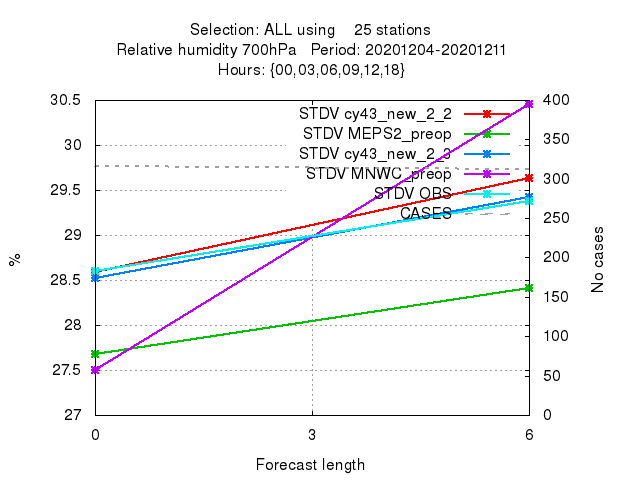 Selection: ALL using 25 stations
Relative humidity 700hPa Period: 20201204-20201211
Hours: {00,03,06,09,12,18}
30.5
30
29.5
29
28.5
28
27.5
27
400
350
300
250
200
150
100
50
0
STDV cy43_new_2_2
STDV MEPS2_preop
STDV cy43_new_2_3
STDV MNWC_preop
STDV OBS
CASES
%
No cases
0 3 6
Forecast length